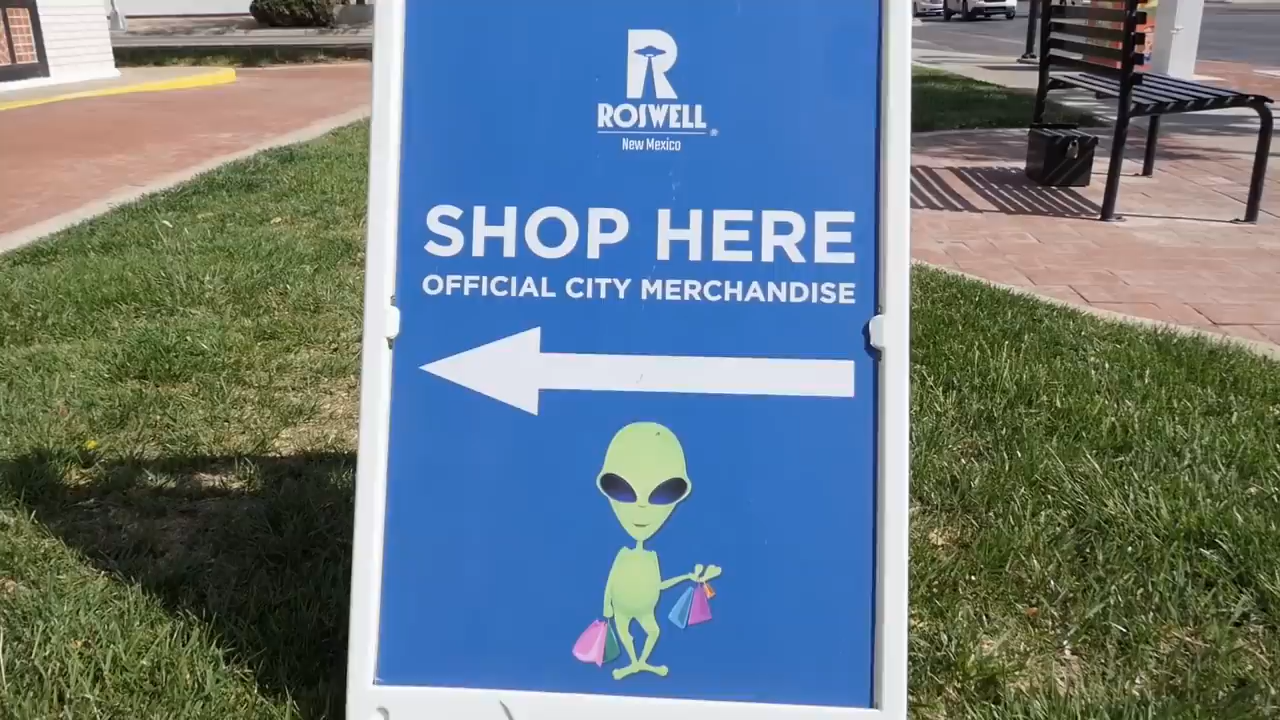 R
ROSWELL®
New Mexico
SHOP HERE
OFFICIAL CITY MERCHANDISE